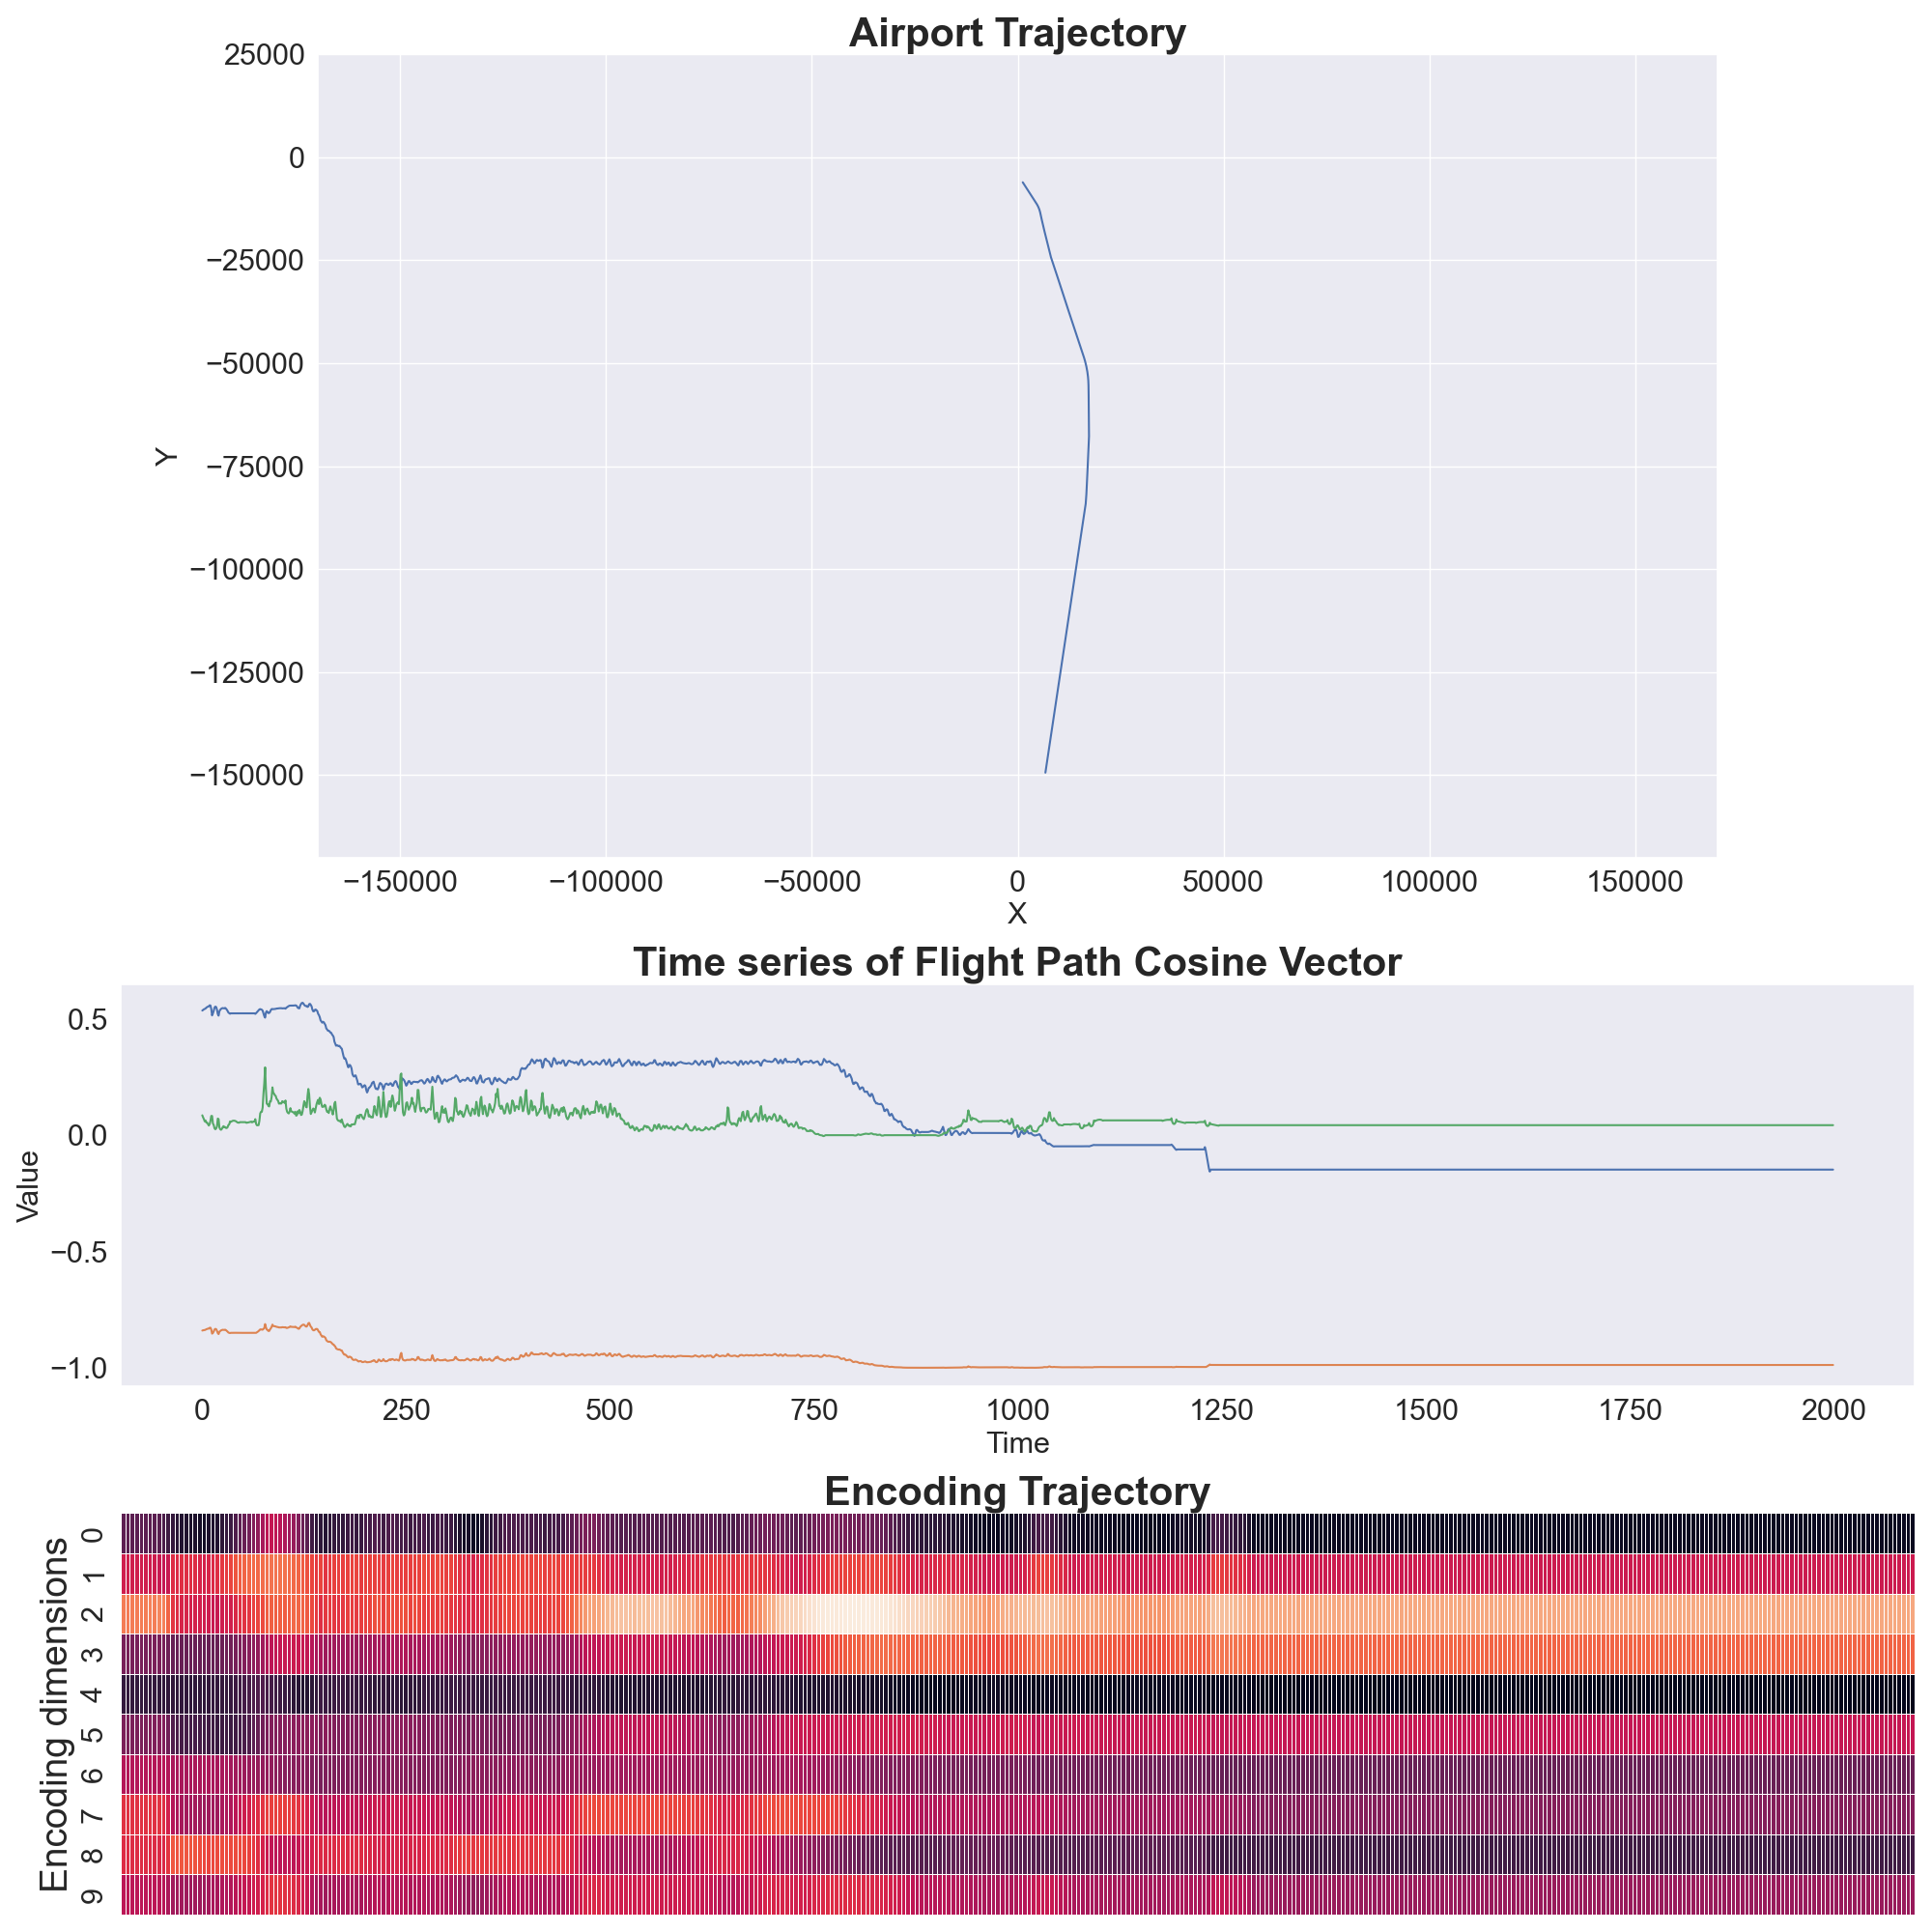 Airport Trajectory
25000
0
−25000
−50000
−75000
−100000
−125000
−150000
Y
−150000 −100000 −50000 0 50000 100000 150000
X
Time series of Flight Path Cosine Vector
0.5
0.0
−0.5
−1.0
Value
0 250 500 750 1000 1250 1500 1750 2000
Time
Encoding Trajectory
Encoding dimensions
0
1
2
3
4
5
6
7
8
9